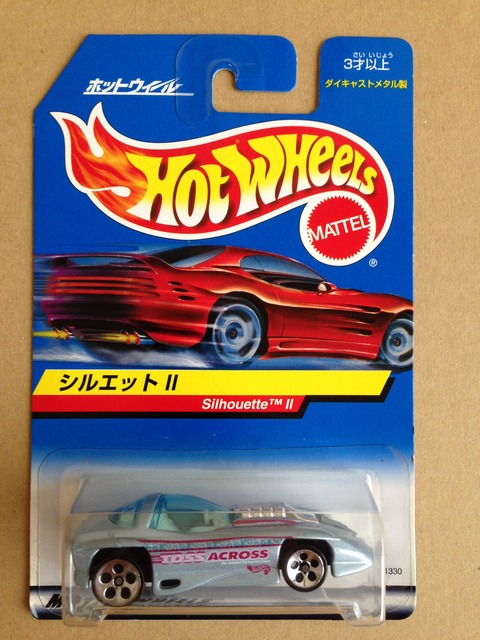 ホットウィール
さい いじょう
3才以上
ダイキャストメタル製
HOT WHEELS
MATTEL
®
シルエット II
Silhouette™ II
TOSS ACROSS
1330